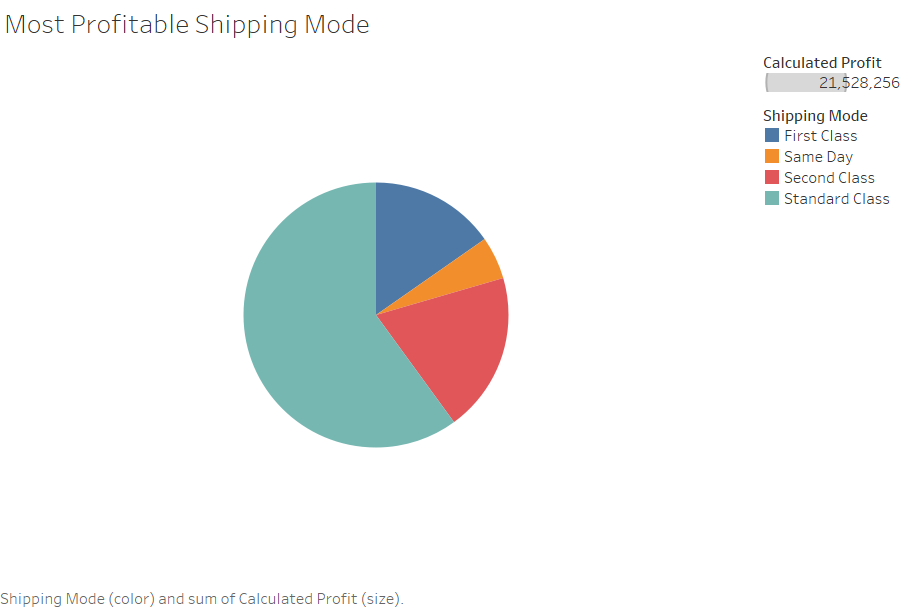 Most Profitable Shipping Mode
Calculated Profit
21,528,256
Shipping Mode
First Class
Same Day
Second Class
Standard Class
Shipping Mode (color) and sum of Calculated Profit (size).